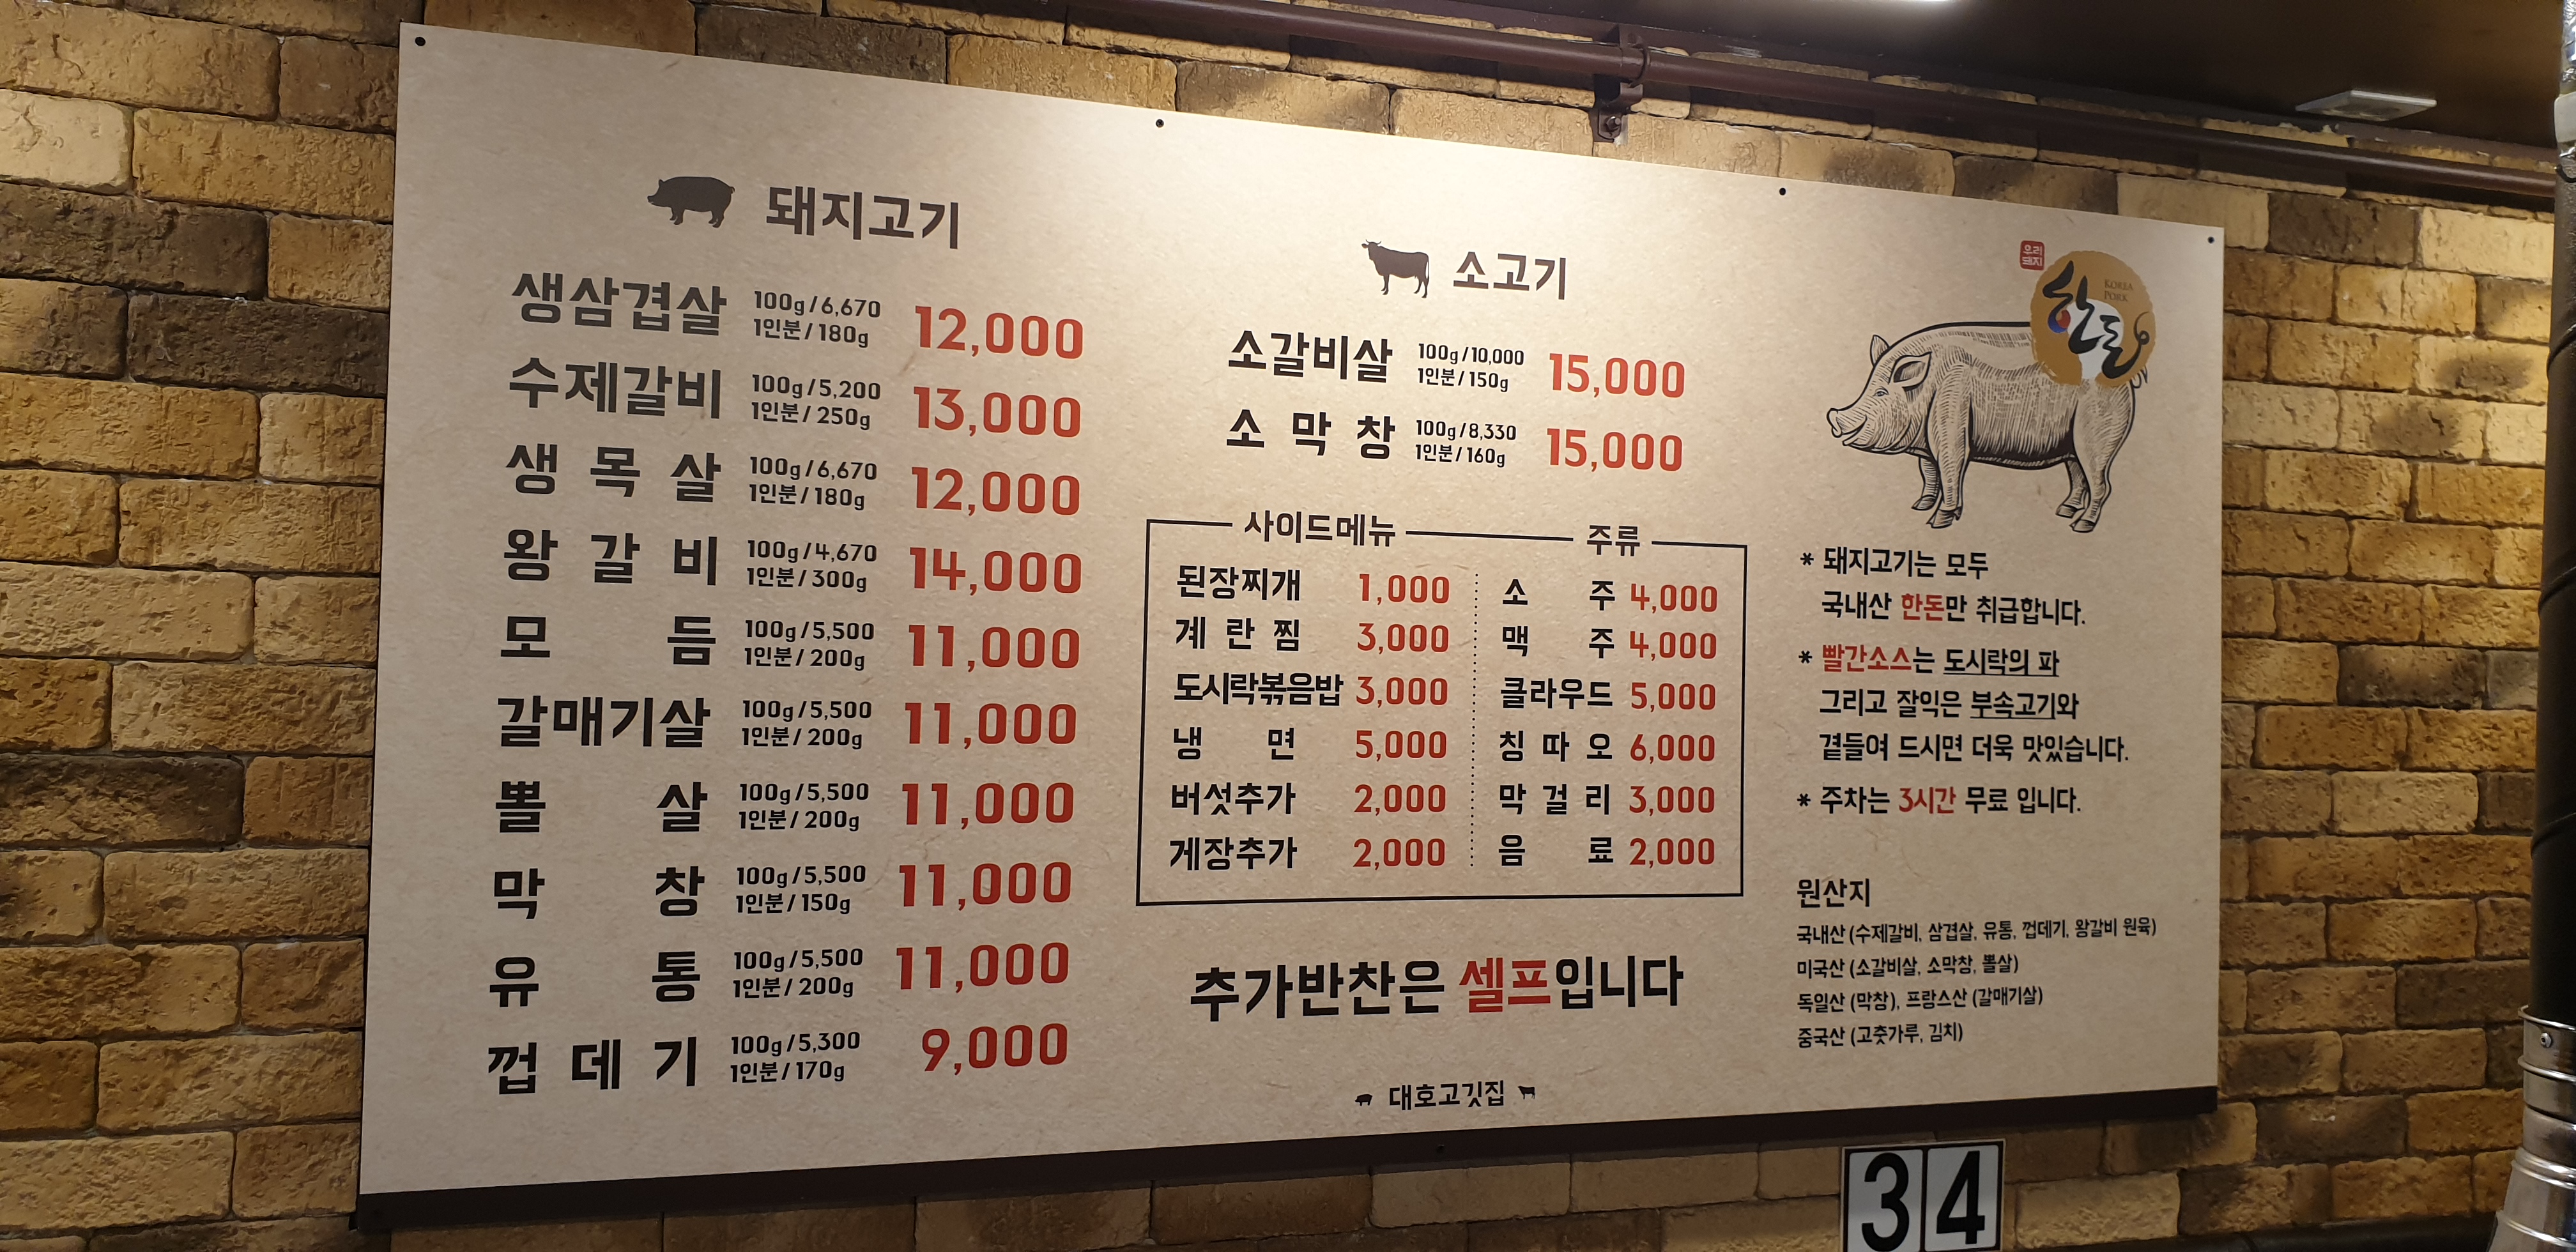 돼지고기
생삼겹살 100g/6,670 1인분/180g 12,000
수제갈비 100g/5,200 1인분/250g 13,000
생목살 100g/6,670 1인분/180g 12,000
왕갈비 100g/4,670 1인분/300g 14,000
모듬 100g/5,500 1인분/200g 11,000
갈매기살 100g/5,500 1인분/200g 11,000
뽈살 100g/5,500 1인분/200g 11,000
막창 100g/5,500 1인분/150g 11,000
유통 100g/5,500 1인분/200g 11,000
껍데기 100g/5,300 1인분/170g 9,000
소고기
소갈비살 100g/10,000 1인분/150g 15,000
소막창 100g/8,330 1인분/160g 15,000
사이드메뉴
된장찌개 1,000
계란찜 3,000
도시락볶음밥 3,000
냉면 5,000
버섯추가 2,000
게장추가 2,000
주류
소주 4,000
맥주 4,000
클라우드 5,000
칭따오 6,000
막걸리 3,000
음료 2,000
추가반찬은 셀프입니다
대호고깃집
우리
돼지
한돈
KOREA
PORK
* 돼지고기는 모두
국내산 한돈만 취급합니다.
* 빨간소스는 도시락의 파
그리고 잘익은 부속고기와
곁들여 드시면 더욱 맛있습니다.
* 주차는 3시간 무료 입니다.
원산지
국내산 (수제갈비, 삼겹살, 유통, 껍데기, 왕갈비 원육)
미국산 (소갈비살, 소막창, 뽈살)
독일산 (막창), 프랑스산 (갈매기살)
중국산 (고춧가루, 김치)
34